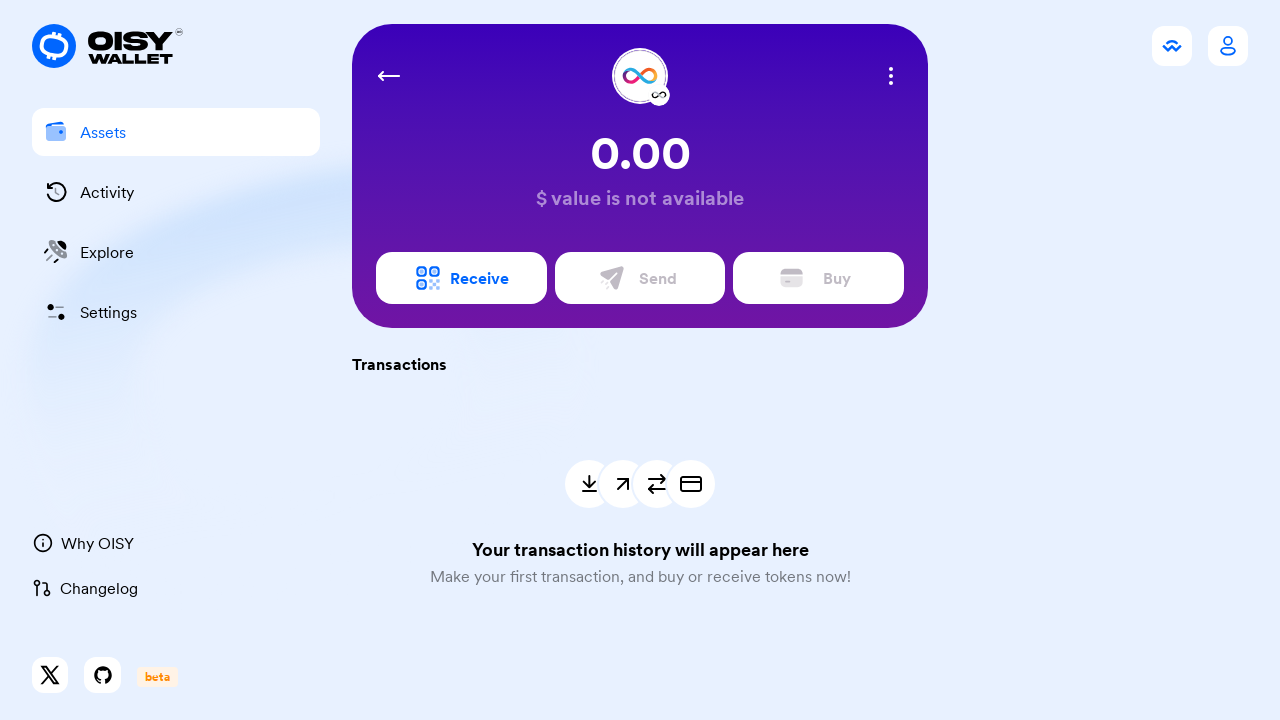 OISY
WALLET
Assets
Activity
Explore
Settings
Why OISY
Changelog
beta
0.00
$ value is not available
Receive
Send
Buy
Transactions
Your transaction history will appear here
Make your first transaction, and buy or receive tokens now!